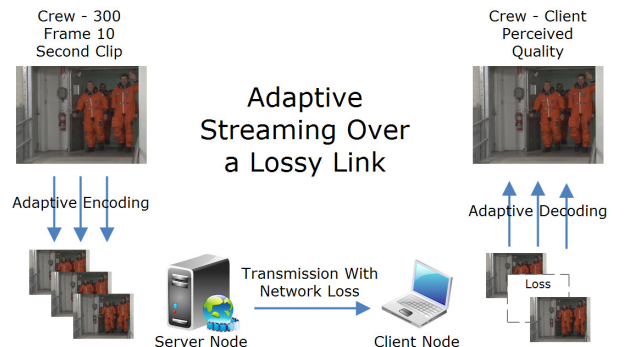 Crew - 300
Frame 10
Second Clip
Crew - Client
Perceived
Quality
Adaptive
Streaming Over
a Lossy Link
Adaptive Encoding
Adaptive Decoding
Transmission With
Network Loss
Loss
Server Node
Client Node